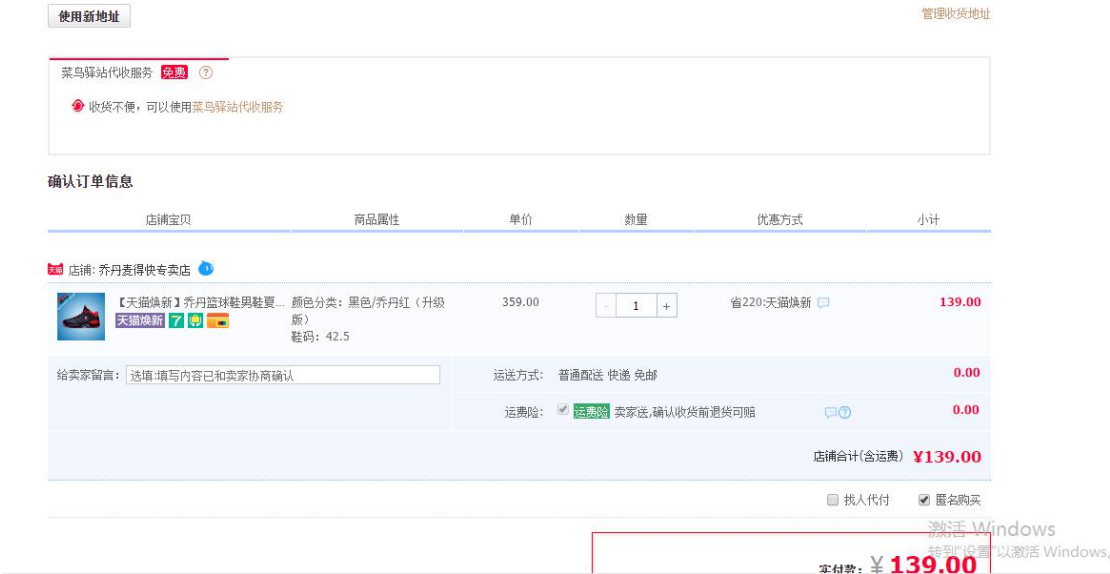 使用新地址
管理收货地址
菜鸟驿站代收服务 免费 ?
收货不便，可以使用菜鸟驿站代收服务
确认订单信息
店铺宝贝 商品属性 单价 数量 优惠方式 小计
天猫 店铺: 乔丹麦得快专卖店
【天猫焕新】乔丹篮球鞋男鞋夏... 颜色分类：黑色/乔丹红（升级 359.00 - 1 + 省220:天猫焕新 139.00
天猫焕新 7 版）
鞋码：42.5
给卖家留言： 选填:填写内容已和卖家协商确认 运送方式: 普通配送 快递 免邮 0.00
运费险: 运费险 卖家送,确认收货前退货可赔 ? 0.00
店铺合计(含运费) ¥139.00
找人代付 匿名购买
激活 Windows
转到"设置"以激活 Windows,
实付款: ¥ 139.00